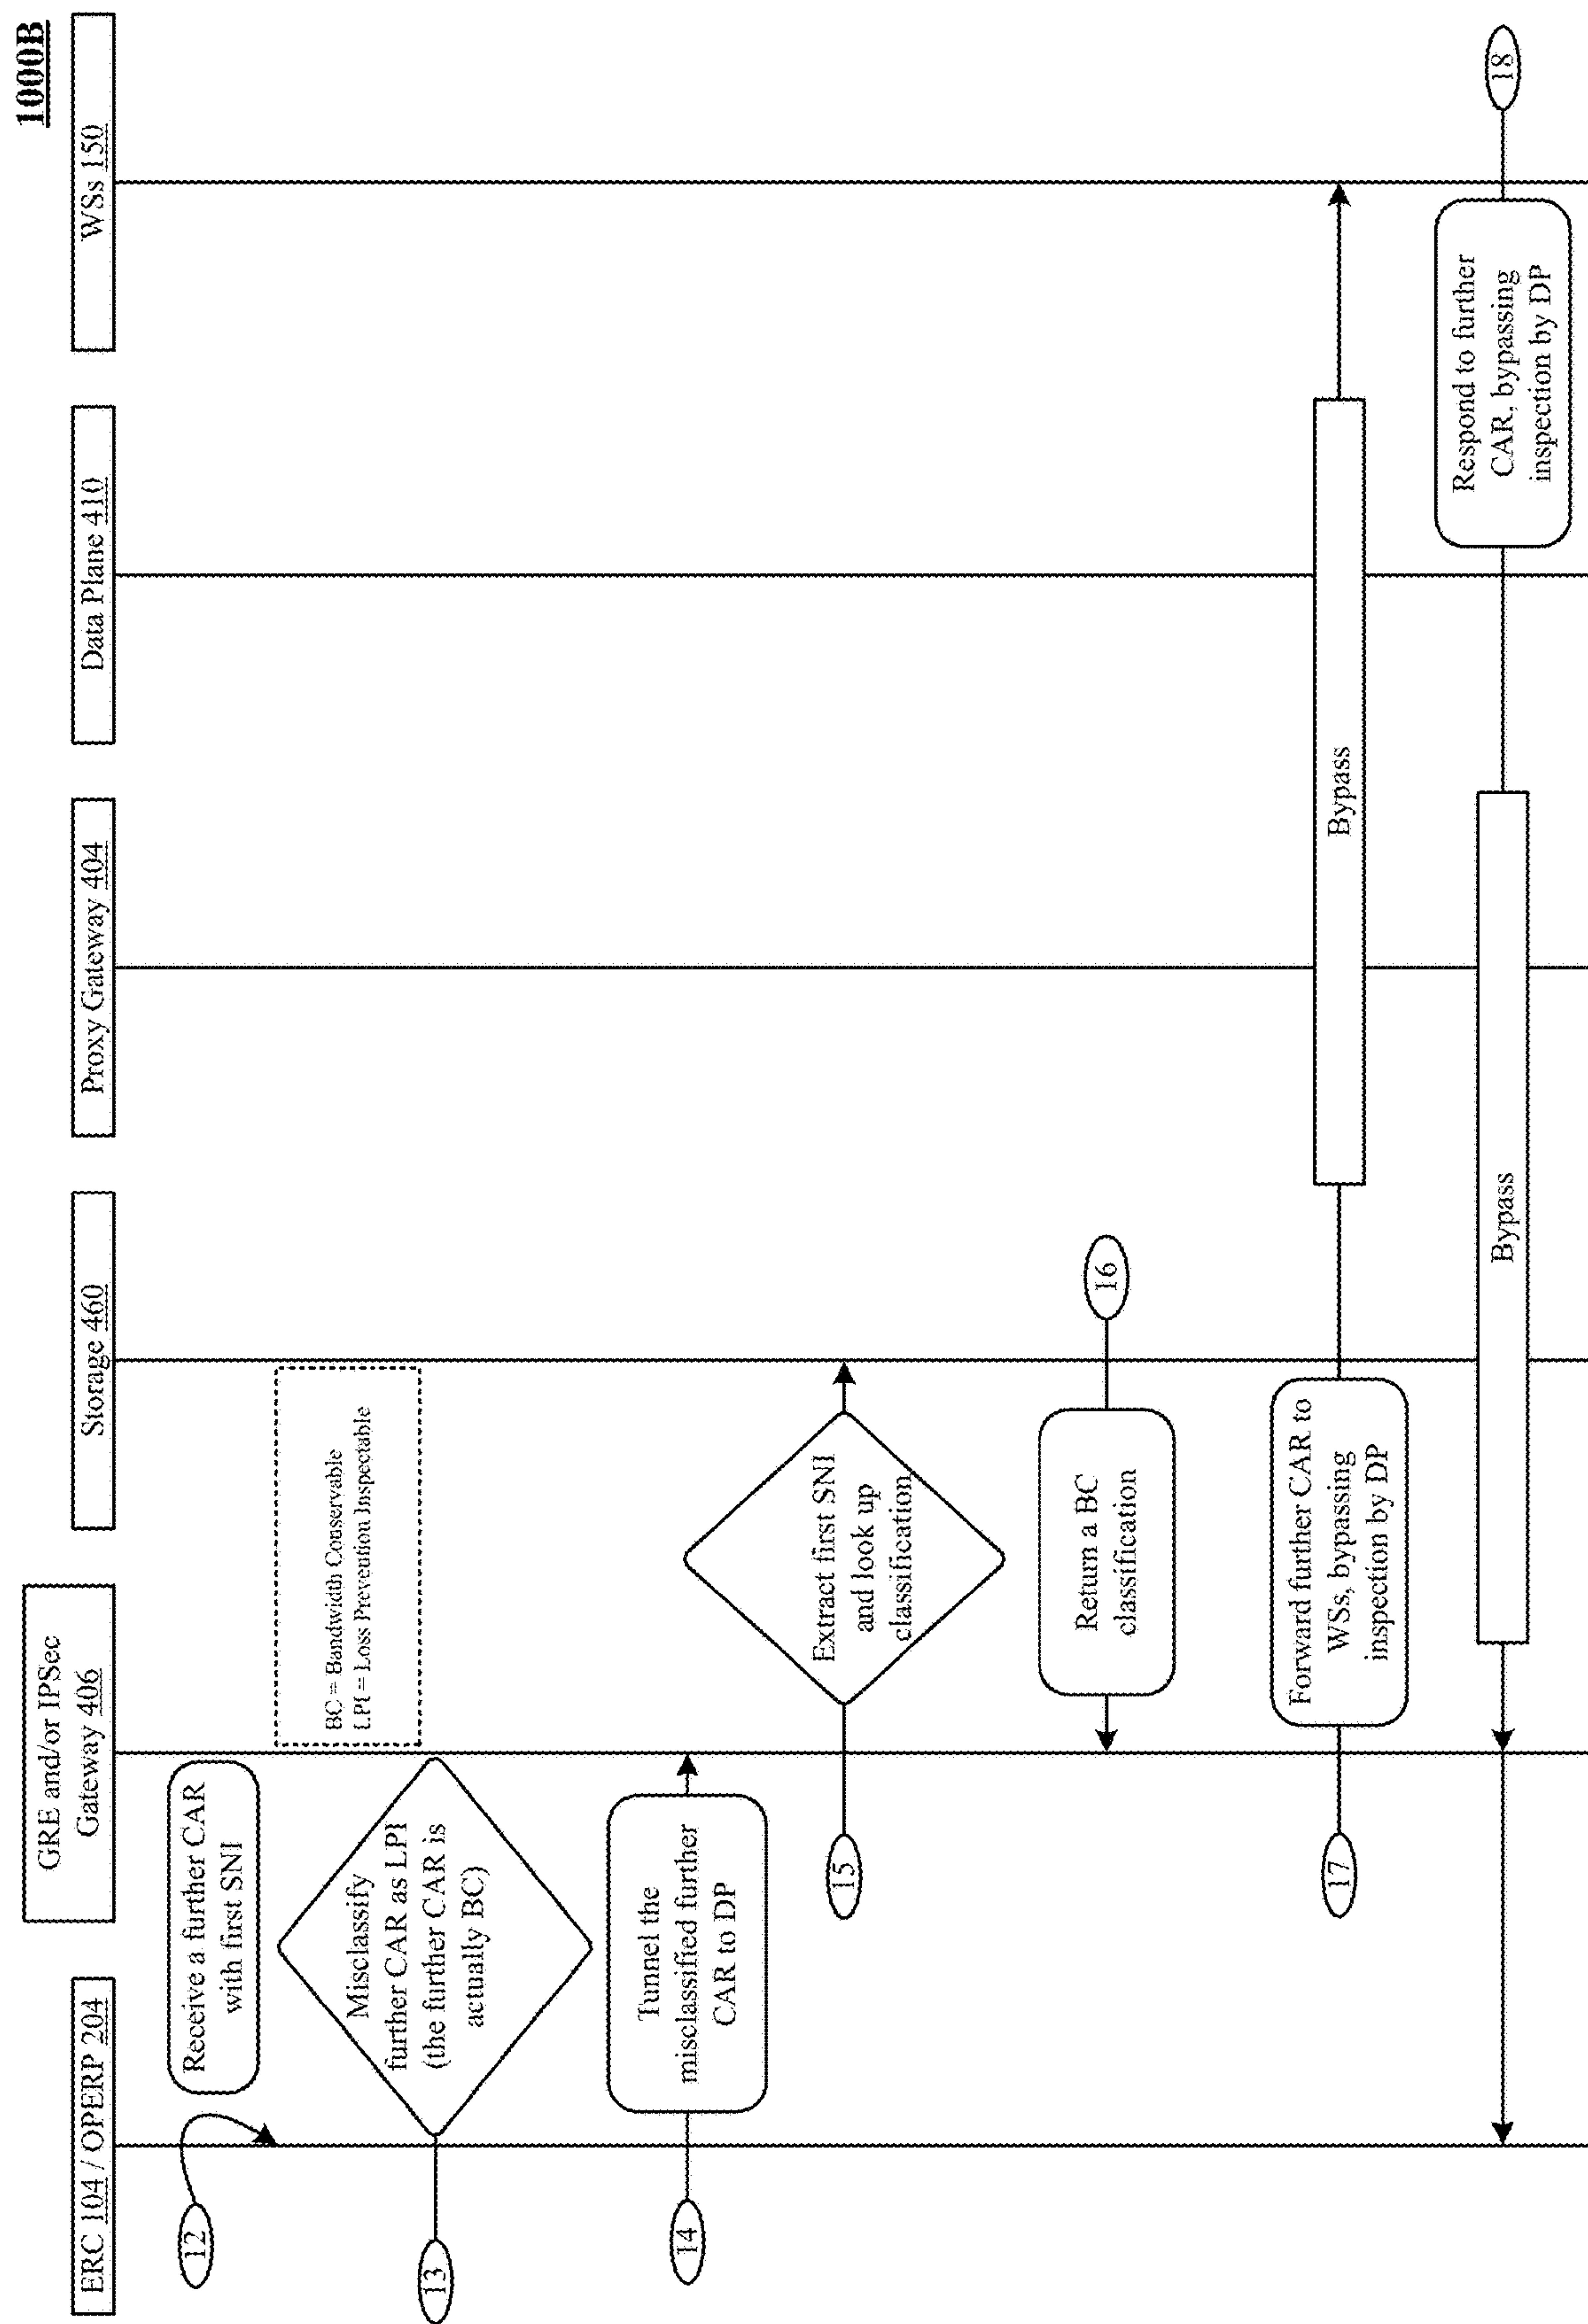 1000B
ERC 104 / OPERP 204
GRE and/or IPSec
Gateway 406
Storage 460
Proxy Gateway 404
Data Plane 410
WSs 150
12
Receive a further CAR
with first SNI
BC = Bandwidth Conservable
LPI = Loss Prevention Inspectable
13
Misclassify
further CAR as LPI
(the further CAR is
actually BC)
14
Tunnel the
misclassified further
CAR to DP
15
Extract first SNI
and look up
classification
Return a BC
classification
16
17
Forward further CAR to
WSs, bypassing
inspection by DP
Bypass
Bypass
Respond to further
CAR, bypassing
inspection by DP
18